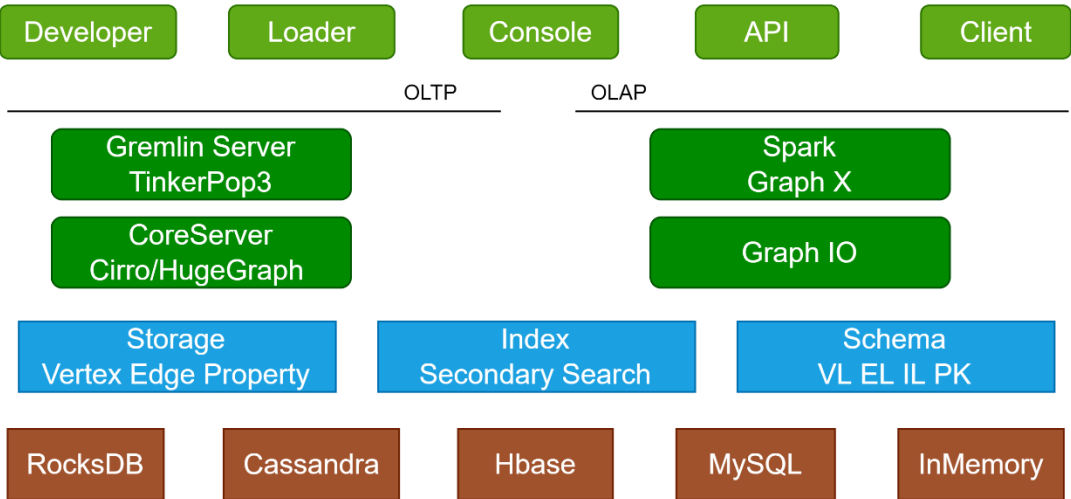 Developer
Loader
Console
API
Client
OLTP
OLAP
Gremlin Server
TinkerPop3
Spark
Graph X
CoreServer
Cirro/HugeGraph
Graph IO
Storage
Vertex Edge Property
Index
Secondary Search
Schema
VL EL IL PK
RocksDB
Cassandra
Hbase
MySQL
InMemory